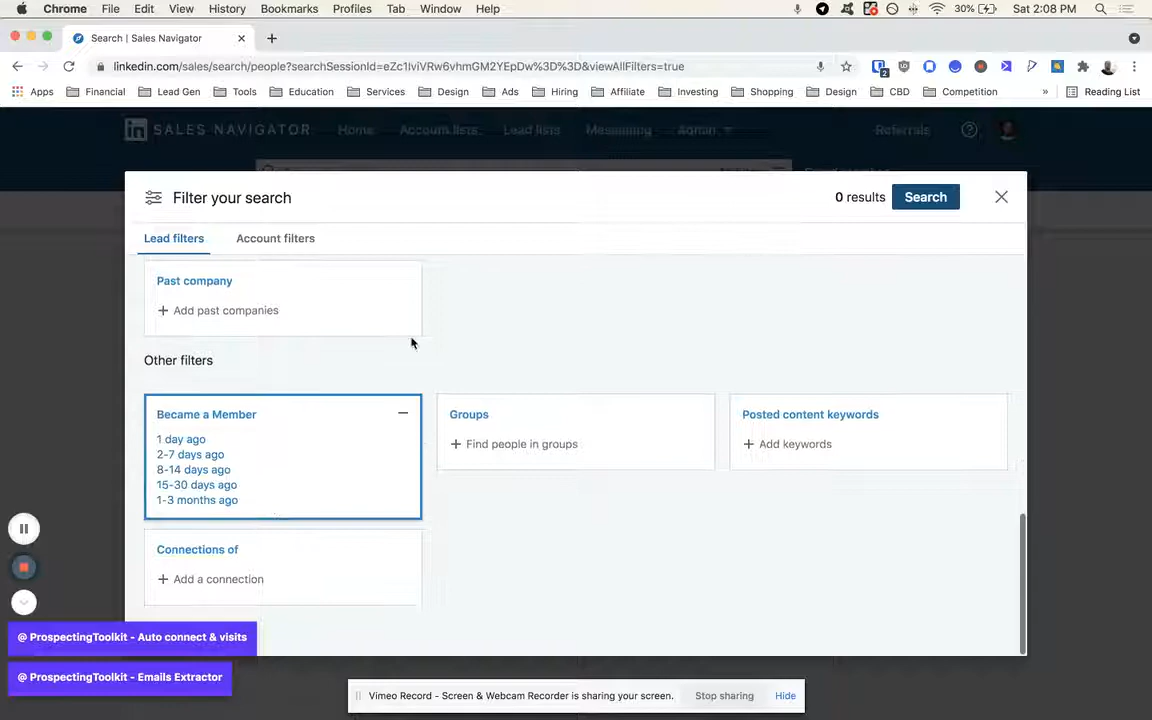 Chrome File Edit View History Bookmarks Profiles Tab Window Help 30% Sat 2:08 PM
Search | Sales Navigator
linkedin.com/sales/search/people?searchSessionId=eZc1IviVRw6vhmGM2YEpDw%3D%3D&viewAllFilters=true 2
Apps Financial Lead Gen Tools Education Services Design Ads Hiring Affiliate Investing Shopping Design CBD Competition » Reading List
in SALES NAVIGATOR Home Account lists Lead lists Messaging Admin Referrals
Filter your search 0 results Search
Lead filters Account filters
Past company
+ Add past companies
Other filters
Became a Member Groups Posted content keywords
1 day ago + Find people in groups + Add keywords
2-7 days ago
8-14 days ago
15-30 days ago
1-3 months ago
Connections of
+ Add a connection
@ ProspectingToolkit - Auto connect & visits
@ ProspectingToolkit - Emails Extractor
Vimeo Record - Screen & Webcam Recorder is sharing your screen. Stop sharing Hide